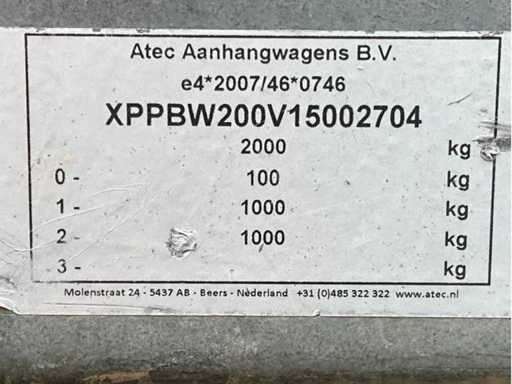 Atec Aanhangwagens B.V.
e4*2007/46*0746
XPPBW200V15002704
2000 kg
0 - 100 kg
1 - 1000 kg
2 - 1000 kg
3 - kg
Molenstraat 24 - 5437 AB - Beers - Nederland +31 (0)485 322 322 www.atec.nl